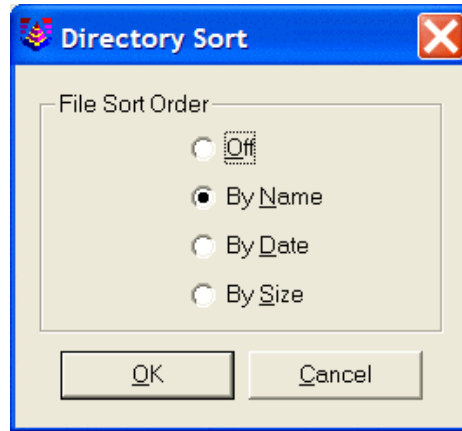 Directory Sort
File Sort Order
Off
By Name
By Date
By Size
OK
Cancel